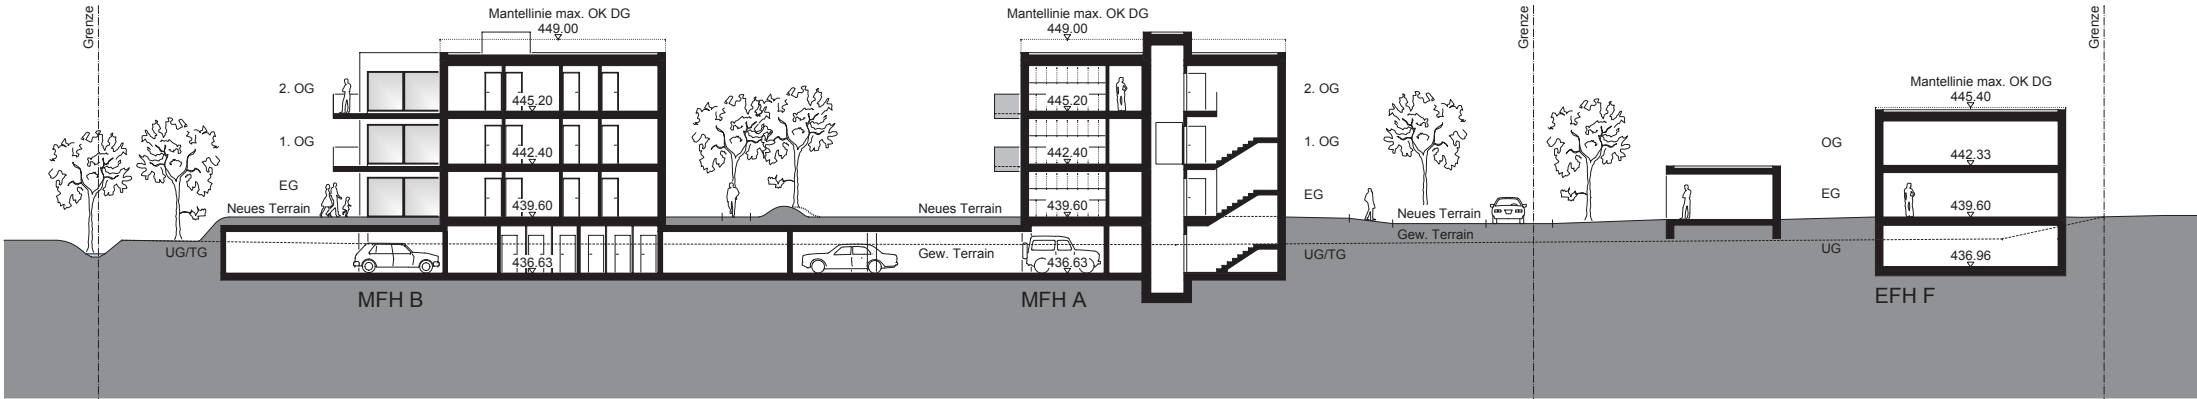 Grenze
Mantellinie max. OK DG
449.00
2. OG
445.20
1. OG
442.40
EG
439.60
Neues Terrain
UG/TG
436.63
MFH B
Mantellinie max. OK DG
449.00
445.20
2. OG
442.40
1. OG
439.60
EG
Neues Terrain
Gew. Terrain
436.63
UG/TG
MFH A
Neues Terrain
Gew. Terrain
Grenze
Mantellinie max. OK DG
445.40
OG
442.33
EG
439.60
UG
436.96
EFH F
Grenze